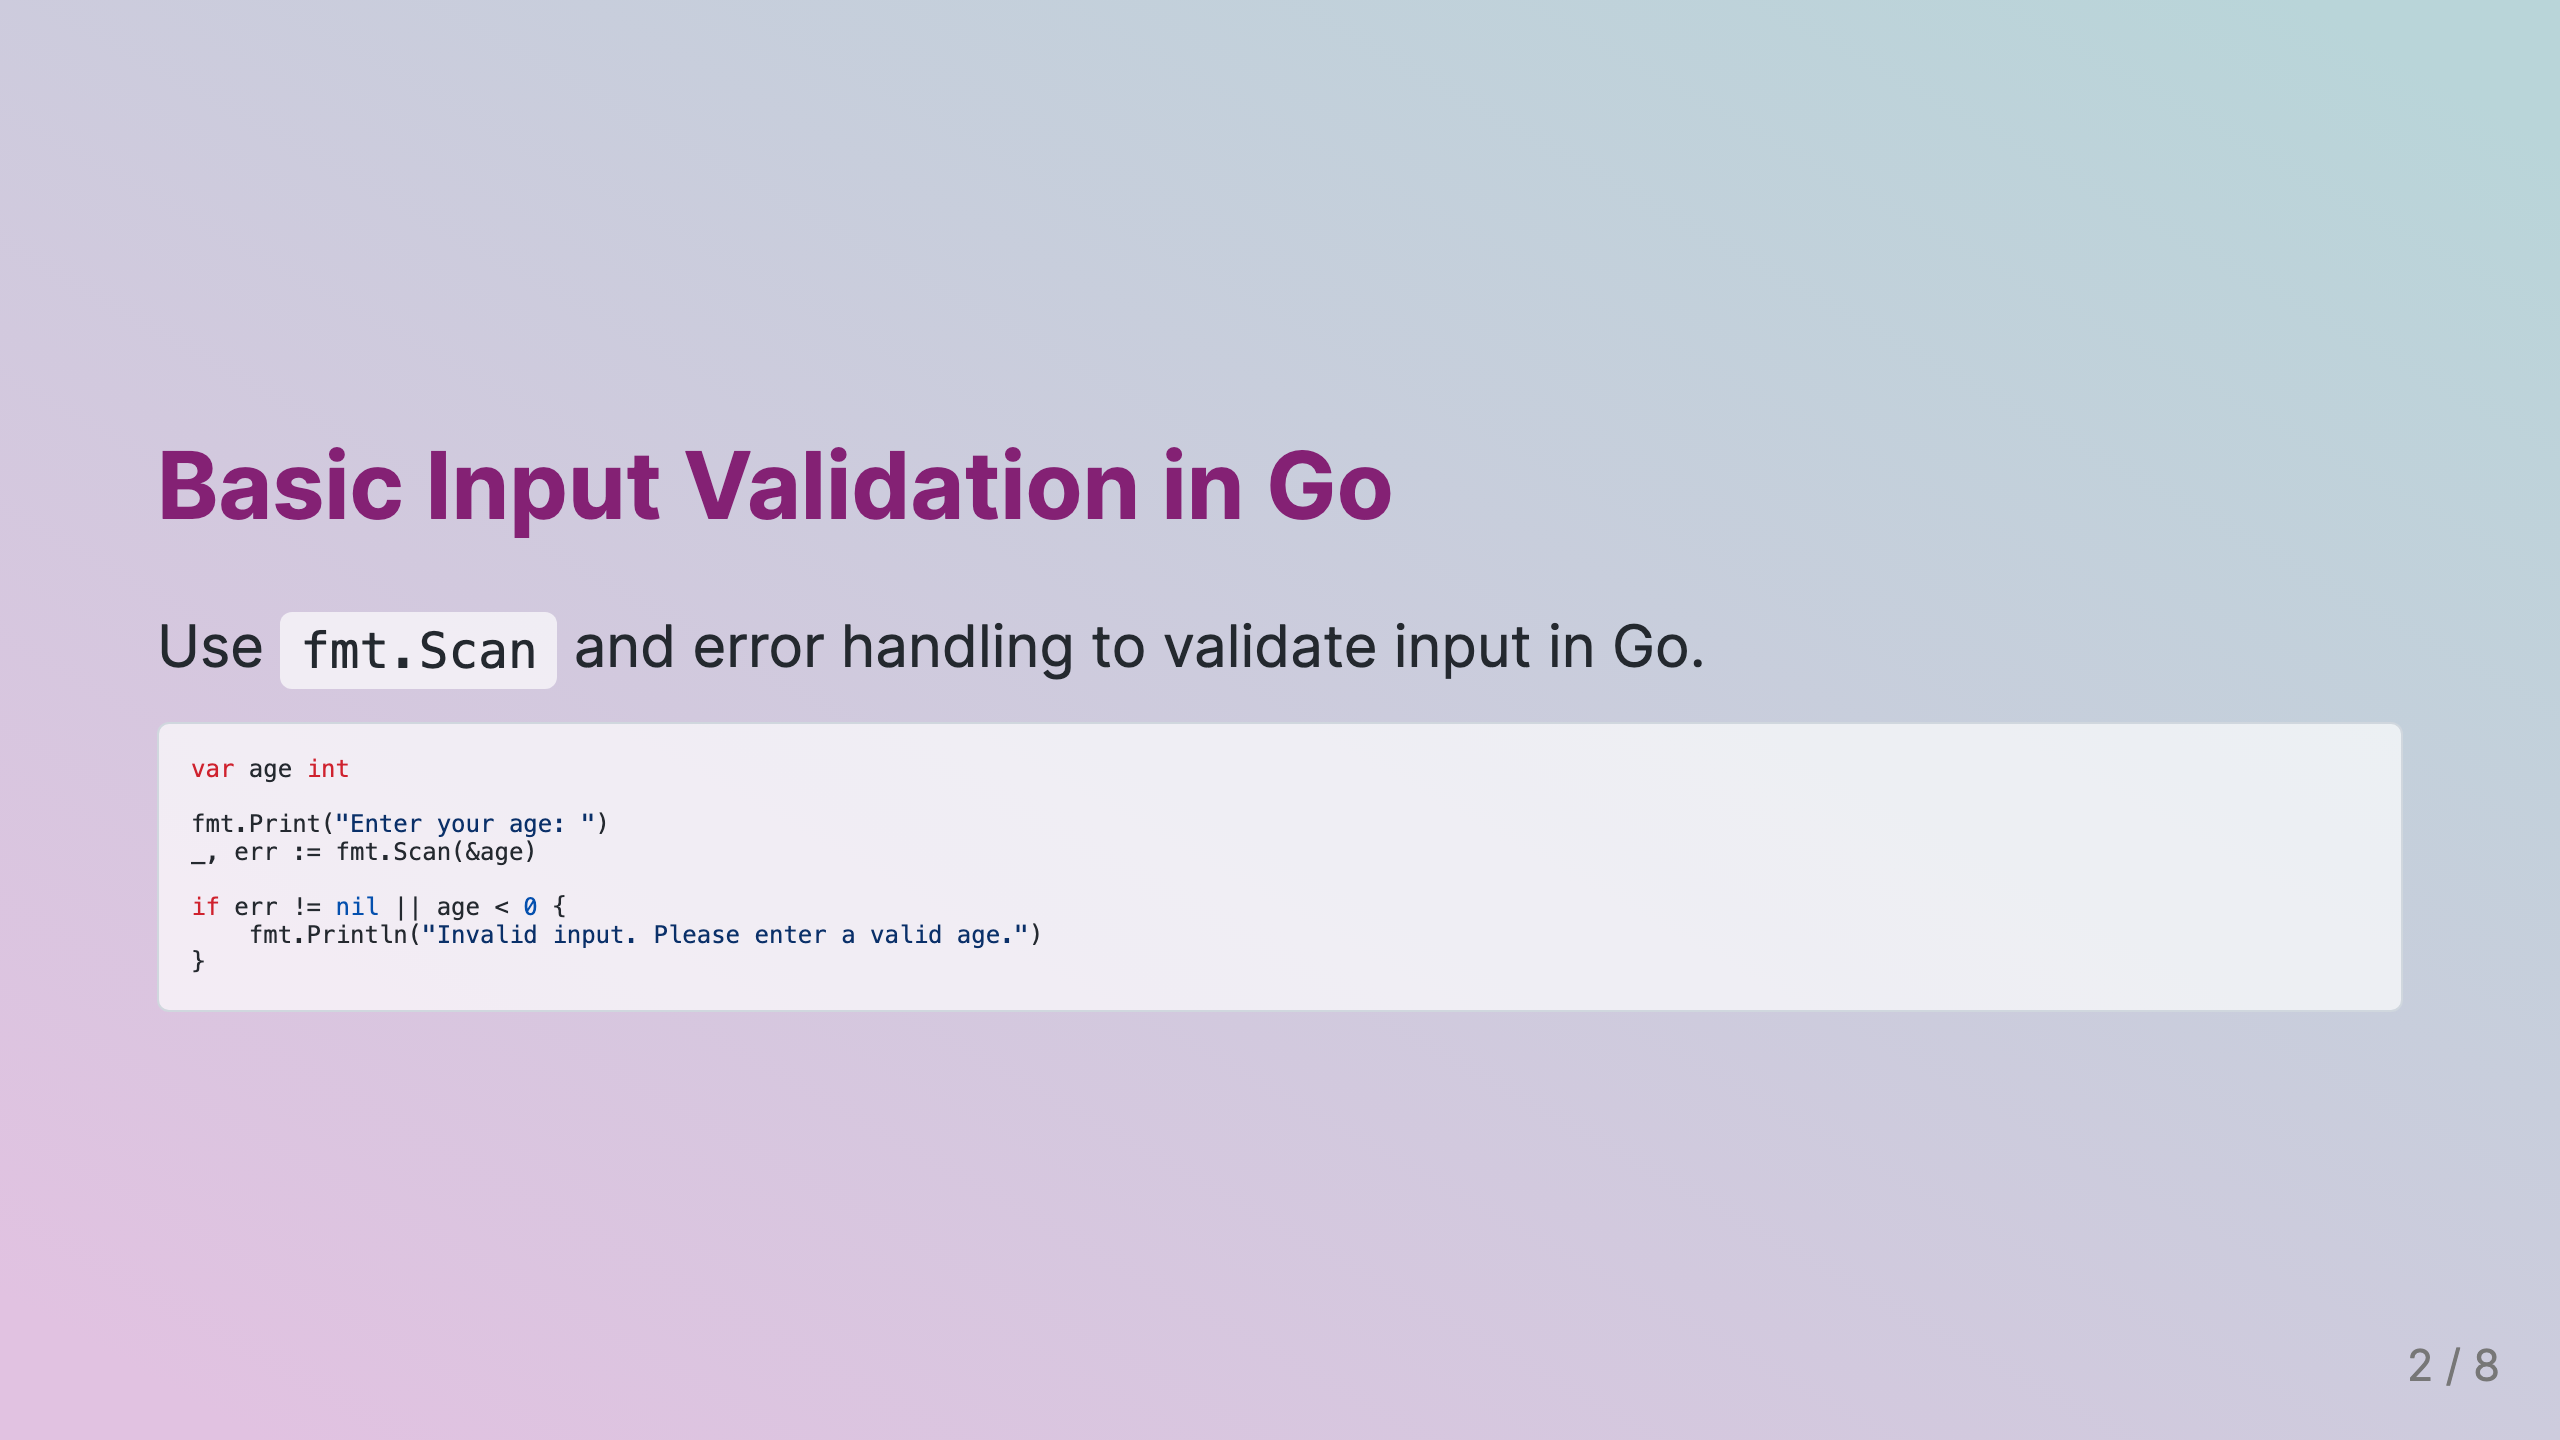 Basic Input Validation in Go
Use fmt.Scan and error handling to validate input in Go.
var age int
fmt.Print("Enter your age: ")
_, err := fmt.Scan(&age)
if err != nil || age < 0 {
    fmt.Println("Invalid input. Please enter a valid age.")
}
2 / 8